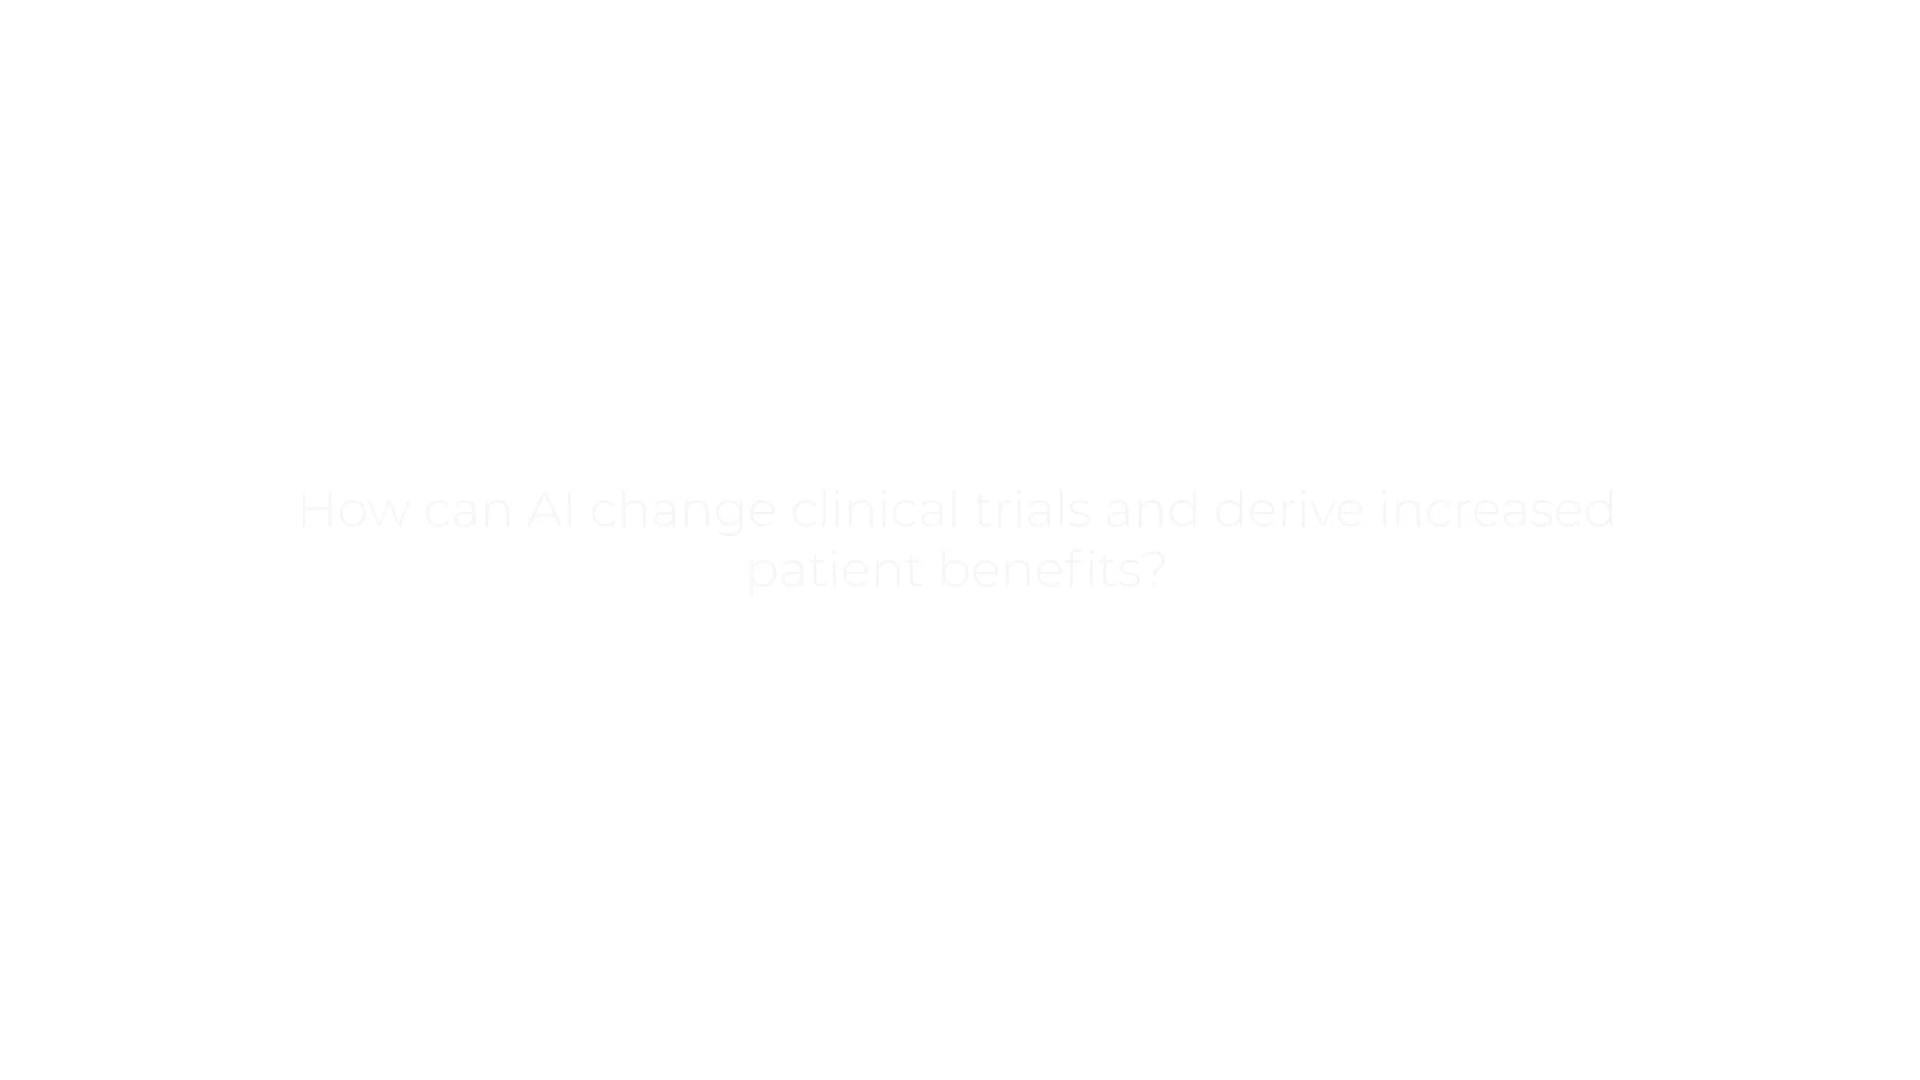 How can AI change clinical trials and derive increased
patient benefits?